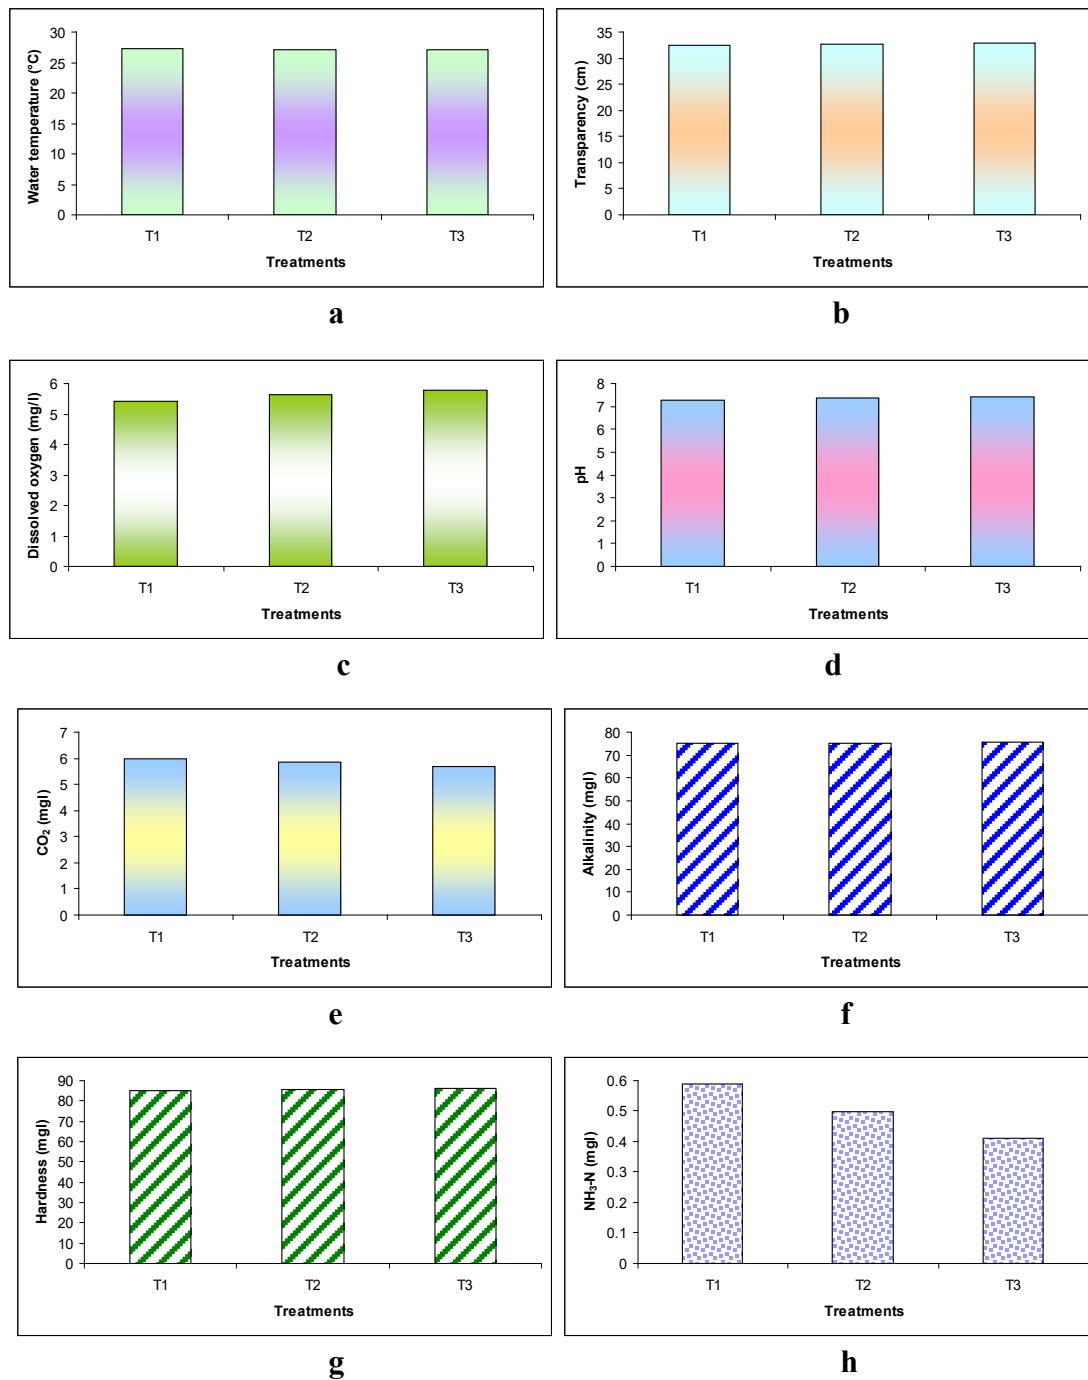 Water temperature (°C)
30
25
20
15
10
5
0
T1 T2 T3
Treatments
a
Transparency (cm)
35
30
25
20
15
10
5
0
T1 T2 T3
Treatments
b
Dissolved oxygen (mg/l)
6
5
4
3
2
1
0
T1 T2 T3
Treatments
c
pH
8
7
6
5
4
3
2
1
0
T1 T2 T3
Treatments
d
CO₂ (mgl)
7
6
5
4
3
2
1
0
T1 T2 T3
Treatments
e
Alkalinity (mgl)
80
70
60
50
40
30
20
10
0
T1 T2 T3
Treatments
f
Hardness (mgl)
90
80
70
60
50
40
30
20
10
0
T1 T2 T3
Treatments
g
NH₃-N (mgl)
0.6
0.5
0.4
0.3
0.2
0.1
0
T1 T2 T3
Treatments
h